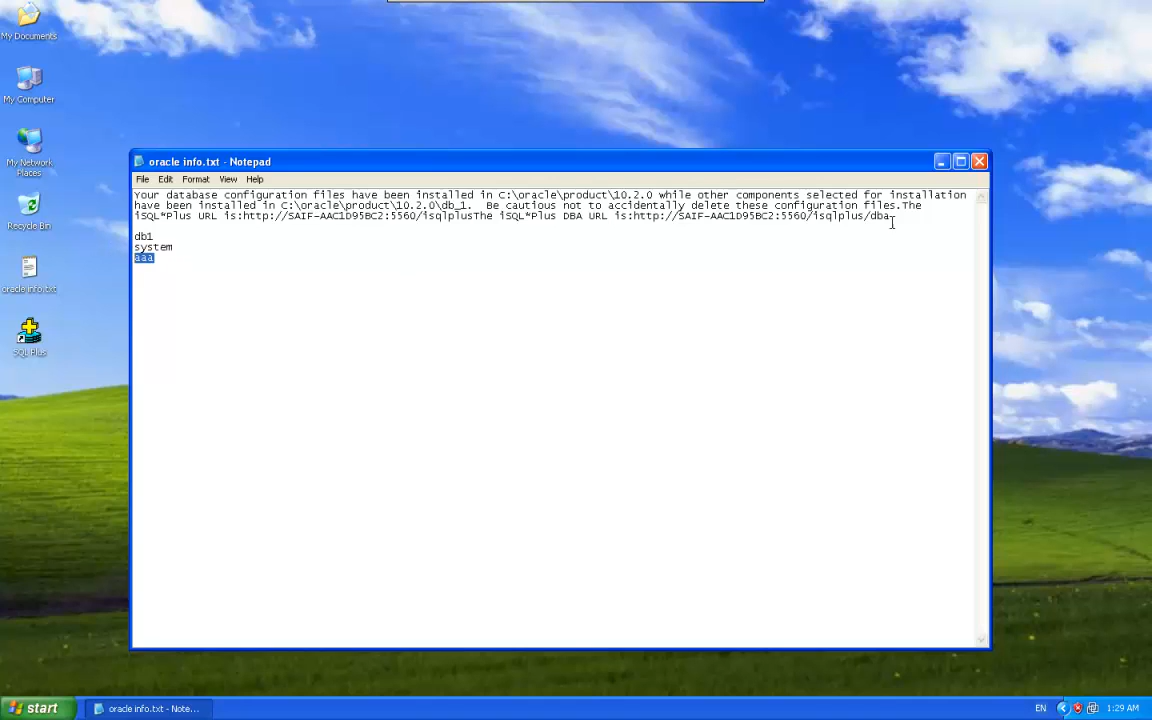 My Documents
My Computer
My Network
Places
Recycle Bin
oracle info.txt
SQL Plus
oracle info.txt - Notepad
File Edit Format View Help
Your database configuration files have been installed in C:\oracle\product\10.2.0 while other components selected for installation
have been installed in C:\oracle\product\10.2.0\db_1.  Be cautious not to accidentally delete these configuration files.The
iSQL*Plus URL is:http://SAIF-AAC1D95BC2:5560/isqlplusThe iSQL*Plus DBA URL is:http://SAIF-AAC1D95BC2:5560/isqlplus/dba
db1
system
aaa
start
oracle info.txt - Note...
EN
1:29 AM